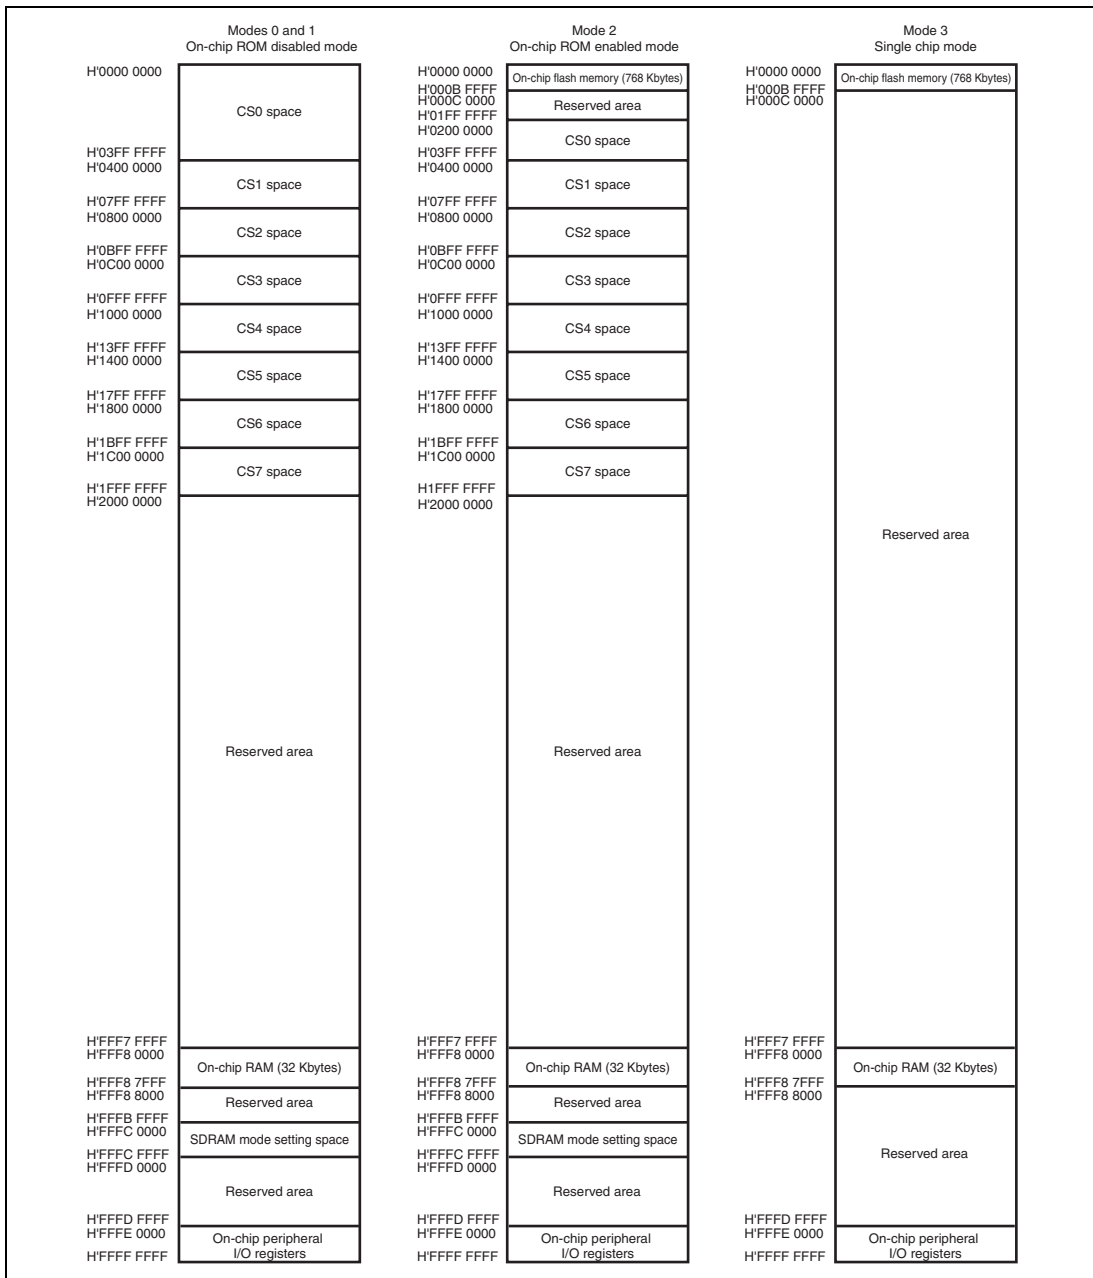 Modes 0 and 1
On-chip ROM disabled mode
H'0000 0000
CS0 space
H'03FF FFFF
H'0400 0000
CS1 space
H'07FF FFFF
H'0800 0000
CS2 space
H'0BFF FFFF
H'0C00 0000
CS3 space
H'0FFF FFFF
H'1000 0000
CS4 space
H'13FF FFFF
H'1400 0000
CS5 space
H'17FF FFFF
H'1800 0000
CS6 space
H'1BFF FFFF
H'1C00 0000
CS7 space
H'1FFF FFFF
H'2000 0000
Reserved area
H'FFF7 FFFF
H'FFF8 0000
On-chip RAM (32 Kbytes)
H'FFF8 7FFF
H'FFF8 8000
Reserved area
H'FFFB FFFF
H'FFFC 0000
SDRAM mode setting space
H'FFFC FFFF
H'FFFD 0000
Reserved area
H'FFFD FFFF
H'FFFE 0000
On-chip peripheral
I/O registers
H'FFFF FFFF
Mode 2
On-chip ROM enabled mode
H'0000 0000
On-chip flash memory (768 Kbytes)
H'000B FFFF
H'000C 0000
Reserved area
H'01FF FFFF
H'0200 0000
CS0 space
H'03FF FFFF
H'0400 0000
CS1 space
H'07FF FFFF
H'0800 0000
CS2 space
H'0BFF FFFF
H'0C00 0000
CS3 space
H'0FFF FFFF
H'1000 0000
CS4 space
H'13FF FFFF
H'1400 0000
CS5 space
H'17FF FFFF
H'1800 0000
CS6 space
H'1BFF FFFF
H'1C00 0000
CS7 space
H1FFF FFFF
H'2000 0000
Reserved area
H'FFF7 FFFF
H'FFF8 0000
On-chip RAM (32 Kbytes)
H'FFF8 7FFF
H'FFF8 8000
Reserved area
H'FFFB FFFF
H'FFFC 0000
SDRAM mode setting space
H'FFFC FFFF
H'FFFD 0000
Reserved area
H'FFFD FFFF
H'FFFE 0000
On-chip peripheral
I/O registers
H'FFFF FFFF
Mode 3
Single chip mode
H'0000 0000
On-chip flash memory (768 Kbytes)
H'000B FFFF
H'000C 0000
Reserved area
H'FFF7 FFFF
H'FFF8 0000
On-chip RAM (32 Kbytes)
H'FFF8 7FFF
H'FFF8 8000
Reserved area
H'FFFD FFFF
H'FFFE 0000
On-chip peripheral
I/O registers
H'FFFF FFFF